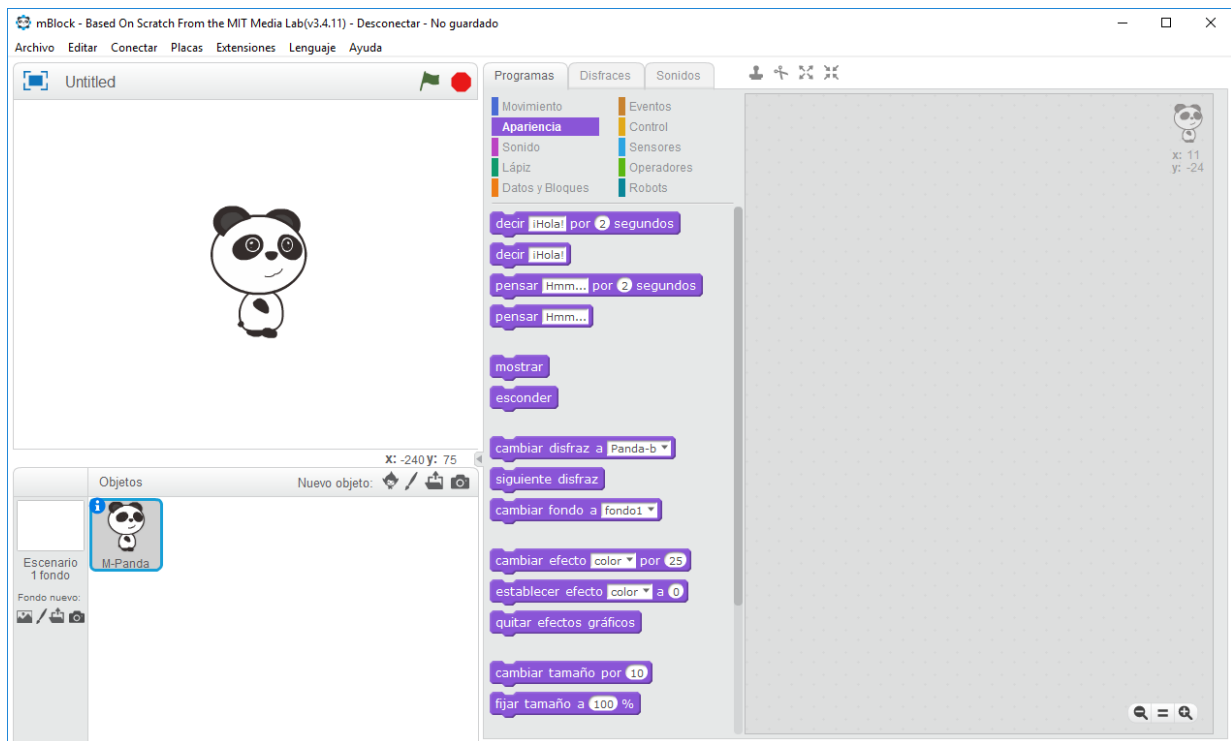 mBlock - Based On Scratch From the MIT Media Lab(v3.4.11) - Desconectar - No guardado
Archivo Editar Conectar Placas Extensiones Lenguaje Ayuda
Untitled
Programas Disfraces Sonidos
Movimiento Eventos
Apariencia Control
Sonido Sensores
Lápiz Operadores
Datos y Bloques Robots
decir ¡Hola! por 2 segundos
decir ¡Hola!
pensar Hmm... por 2 segundos
pensar Hmm...
mostrar
esconder
cambiar disfraz a Panda-b
siguiente disfraz
cambiar fondo a fondo1
cambiar efecto color por 25
establecer efecto color a 0
quitar efectos gráficos
cambiar tamaño por 10
fijar tamaño a 100 %
x: 11
y: -24
x: -240 y: 75
Objetos Nuevo objeto:
M-Panda
Escenario
1 fondo
Fondo nuevo: